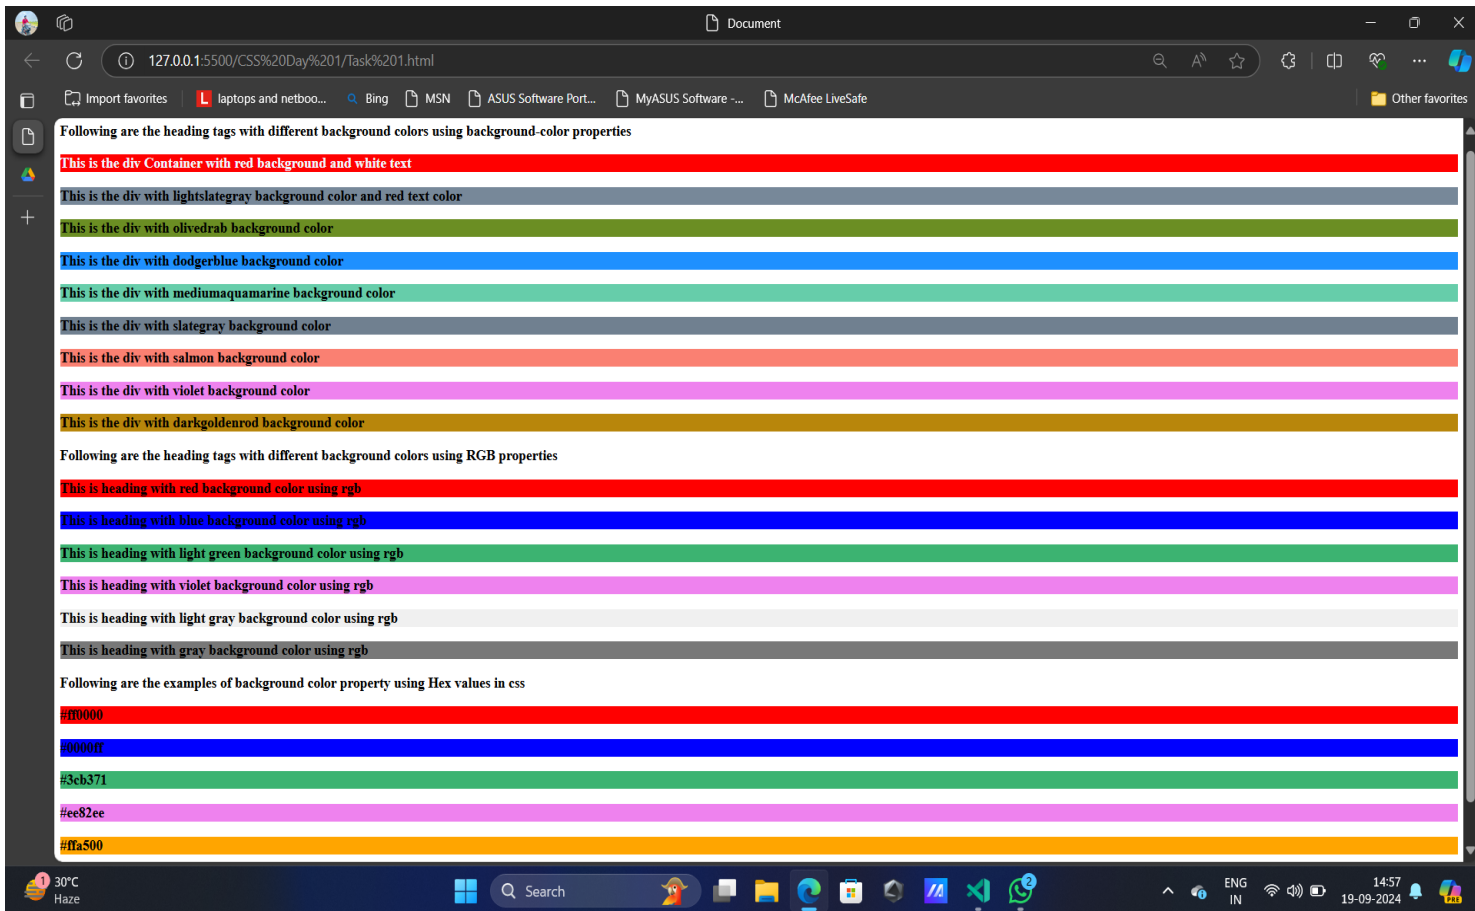 Document
127.0.0.1:5500/CSS%20Day%201/Task%201.html
Import favorites
L laptops and netboo...
Bing
MSN
ASUS Software Port...
MyASUS Software -...
McAfee LiveSafe
Other favorites
Following are the heading tags with different background colors using background-color properties
This is the div Container with red background and white text
This is the div with lightslategray background color and red text color
This is the div with olivedrab background color
This is the div with dodgerblue background color
This is the div with mediumaquamarine background color
This is the div with slategray background color
This is the div with salmon background color
This is the div with violet background color
This is the div with darkgoldenrod background color
Following are the heading tags with different background colors using RGB properties
This is heading with red background color using rgb
This is heading with blue background color using rgb
This is heading with light green background color using rgb
This is heading with violet background color using rgb
This is heading with light gray background color using rgb
This is heading with gray background color using rgb
Following are the examples of background color property using Hex values in css
#ff0000
#0000ff
#3cb371
#ee82ee
#ffa500
1
30°C
Haze
Search
2
ENG
IN
14:57
19-09-2024
PRE